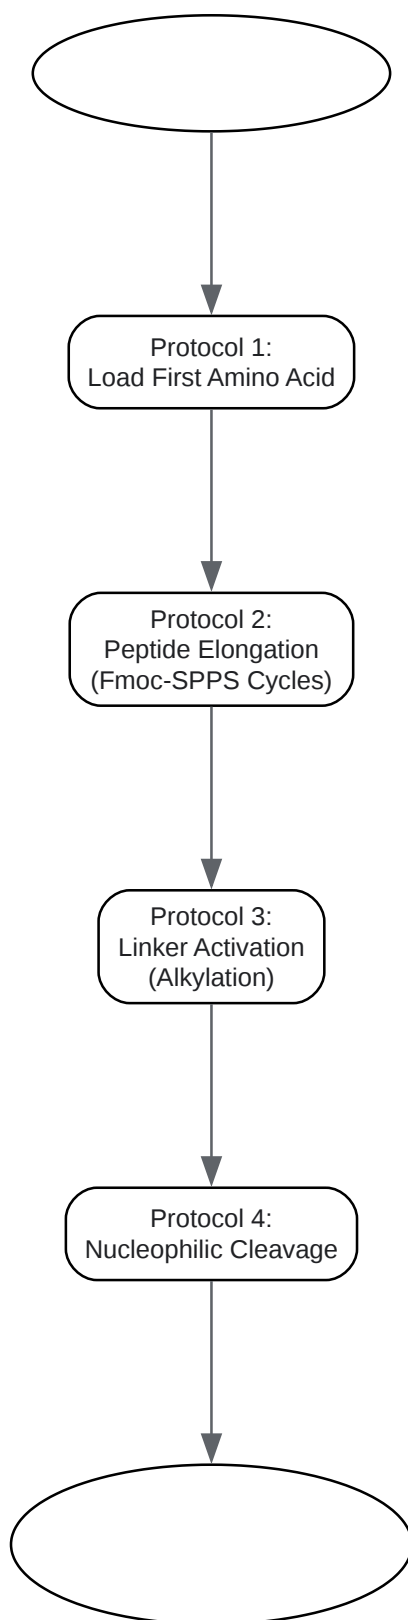 Protocol 1:
Load First Amino Acid
Protocol 2:
Peptide Elongation
(Fmoc-SPPS Cycles)
Protocol 3:
Linker Activation
(Alkylation)
Protocol 4:
Nucleophilic Cleavage